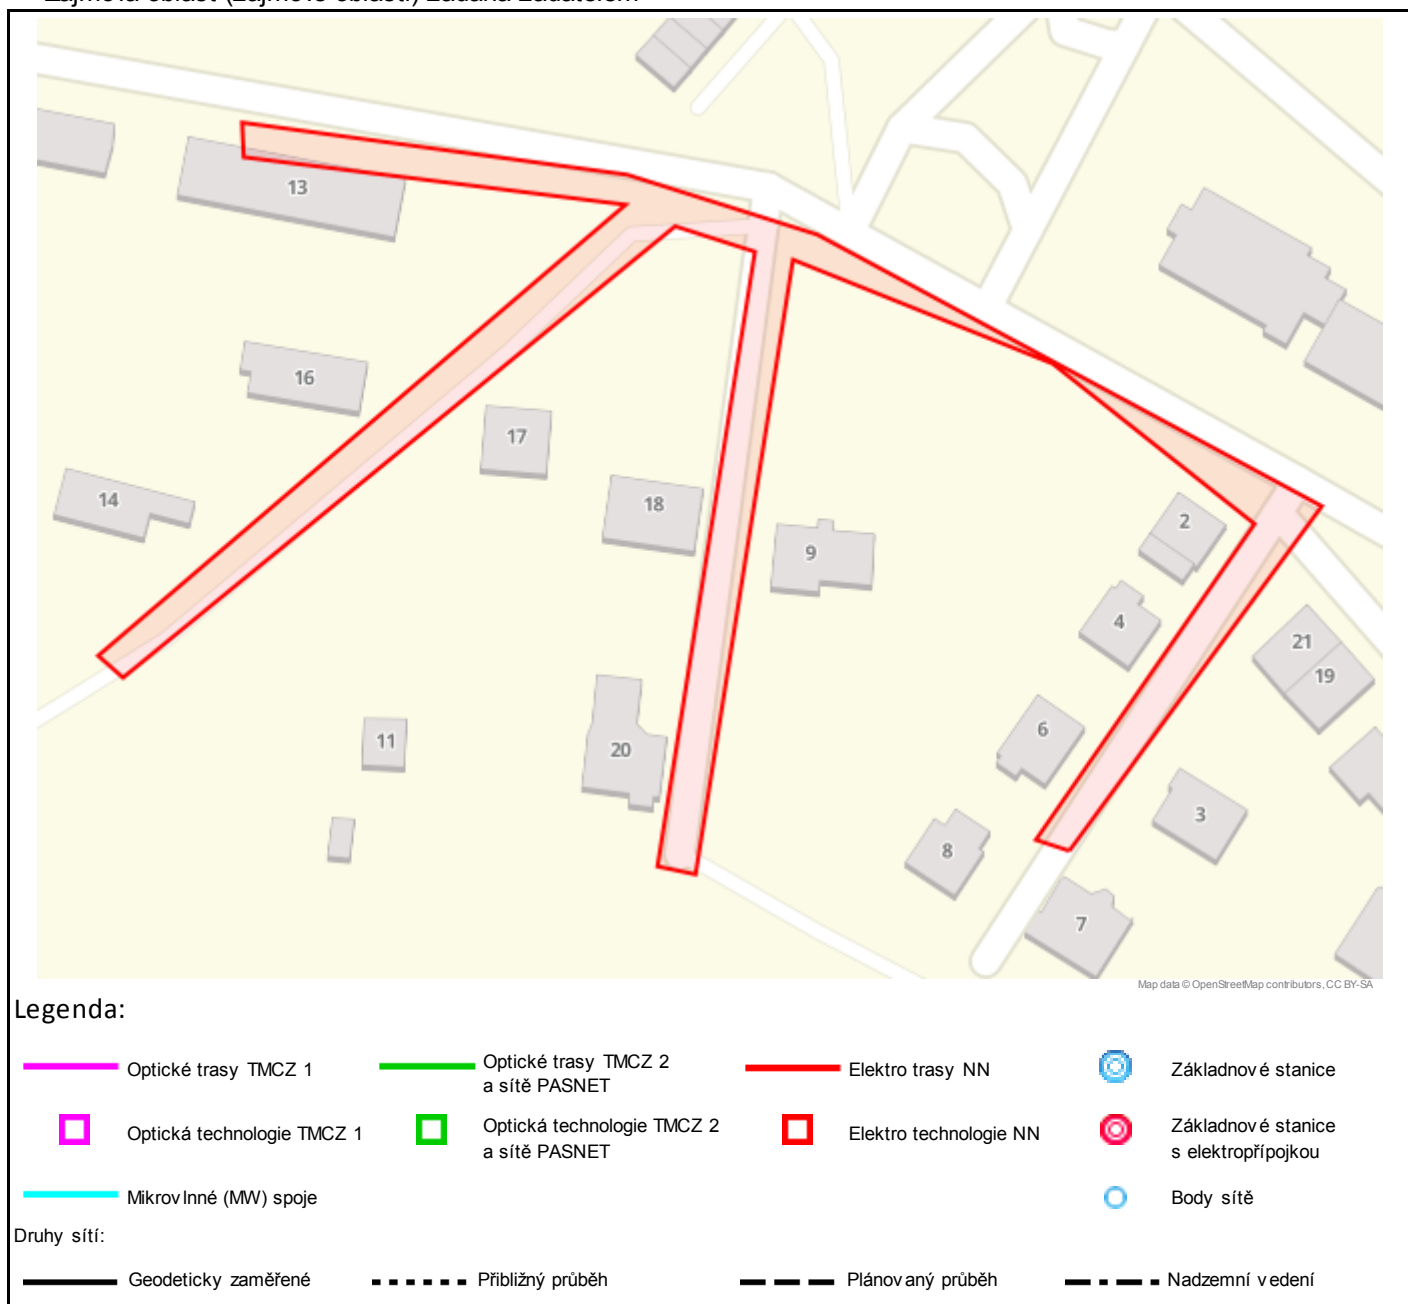 13
16
17
14
18
9
2
4
21
19
6
11
20
3
8
7
Map data © OpenStreetMap contributors, CC BY-SA
Legenda:
Optické trasy TMCZ 1
Optické trasy TMCZ 2
a sítě PASNET
Elektro trasy NN
Základnové stanice
Optická technologie TMCZ 1
Optická technologie TMCZ 2
a sítě PASNET
Elektro technologie NN
Základnové stanice
s elektropřípojkou
Mikrovlnné (MW) spoje
Body sítě
Druhy sítí:
Geodeticky zaměřené
Přibližný průběh
Plánovaný průběh
Nadzemní vedení